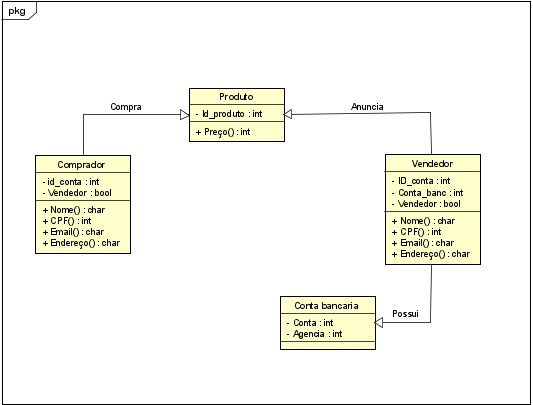 pkg
Produto
- Id_produto : int
+ Preço() : int
Compra
Anuncia
Comprador
- id_conta : int
- Vendedor : bool
+ Nome() : char
+ CPF() : int
+ Email() : char
+ Endereço() : char
Vendedor
- ID_conta : int
- Conta_banc : int
- Vendedor : bool
+ Nome() : char
+ CPF() : int
+ Email() : char
+ Endereço() : char
Conta bancaria
- Conta : int
- Agencia : int
Possui